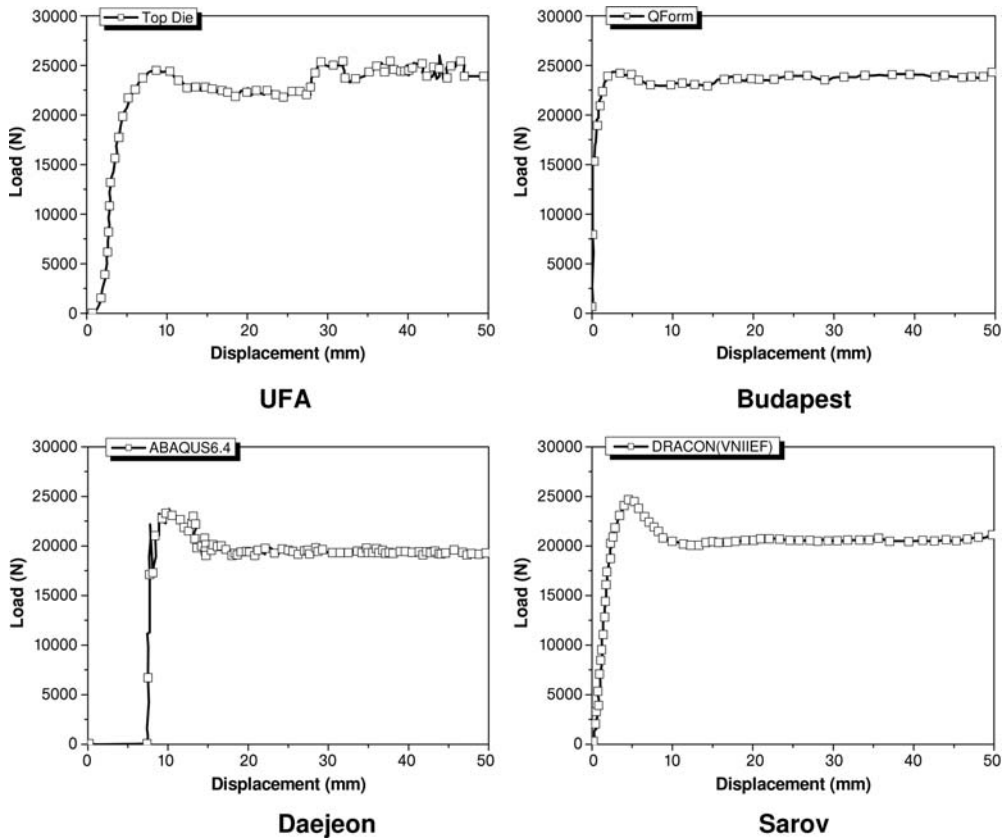 Top Die
30000
25000
20000
15000
10000
5000
0
Load (N)
0 10 20 30 40 50
Displacement (mm)
UFA
QForm
30000
25000
20000
15000
10000
5000
0
Load (N)
0 10 20 30 40 50
Displacement (mm)
Budapest
ABAQUS6.4
30000
25000
20000
15000
10000
5000
0
Load (N)
0 10 20 30 40 50
Displacement (mm)
Daejeon
DRACON(VNIIEF)
30000
25000
20000
15000
10000
5000
0
Load (N)
0 10 20 30 40 50
Displacement (mm)
Sarov